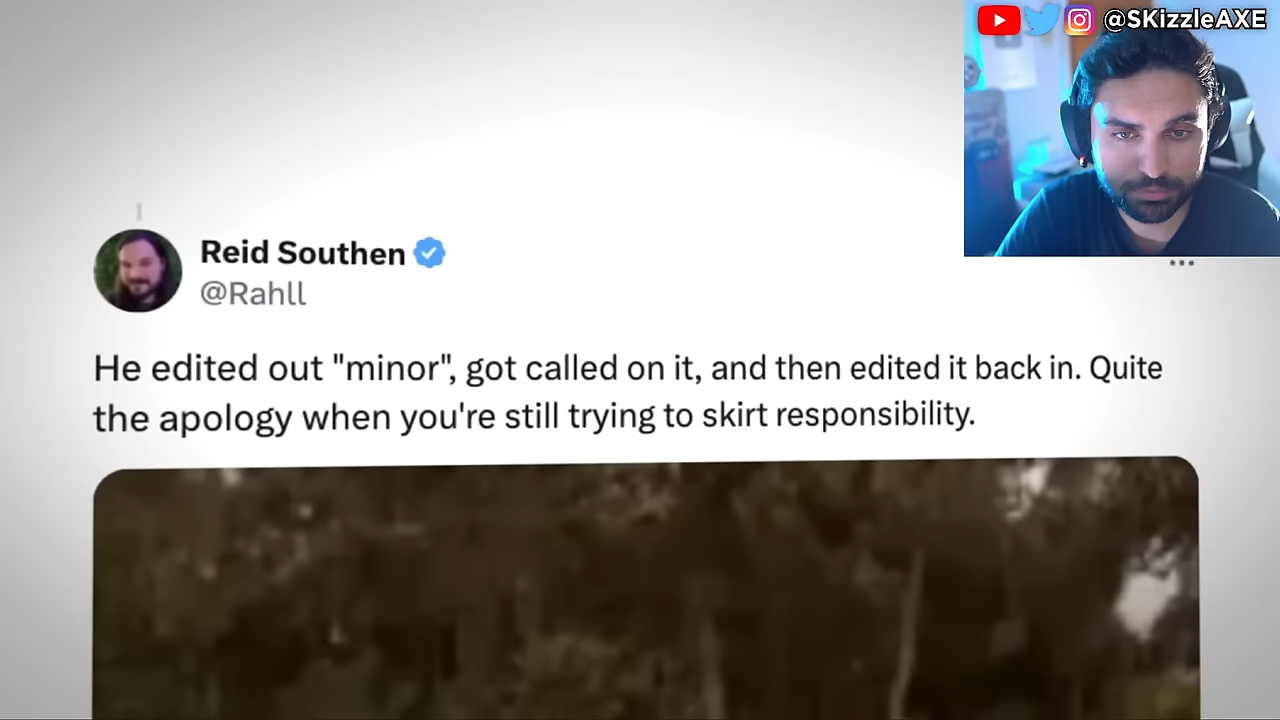 @SKizzleAXE
Reid Southen
@Rahll
He edited out "minor", got called on it, and then edited it back in. Quite
the apology when you're still trying to skirt responsibility.